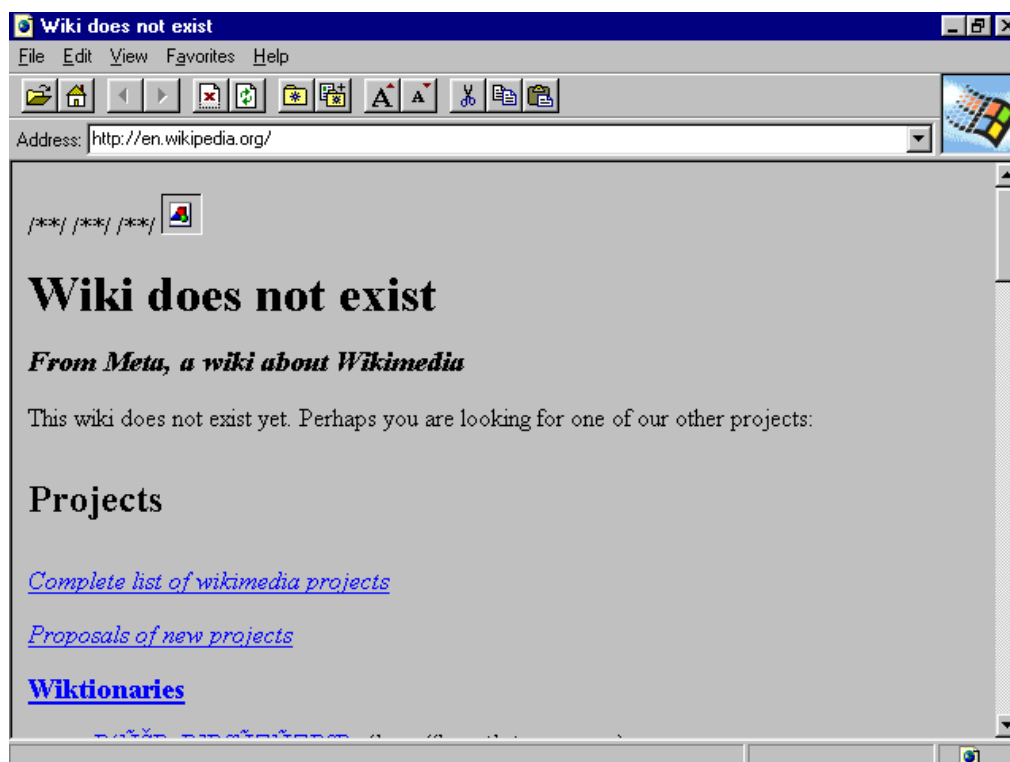 Wiki does not exist
File Edit View Favorites Help
Address: http://en.wikipedia.org/
/**/ /**/ /**/
Wiki does not exist
From Meta, a wiki about Wikimedia
This wiki does not exist yet. Perhaps you are looking for one of our other projects:
Projects
Complete list of wikimedia projects
Proposals of new projects
Wiktionaries